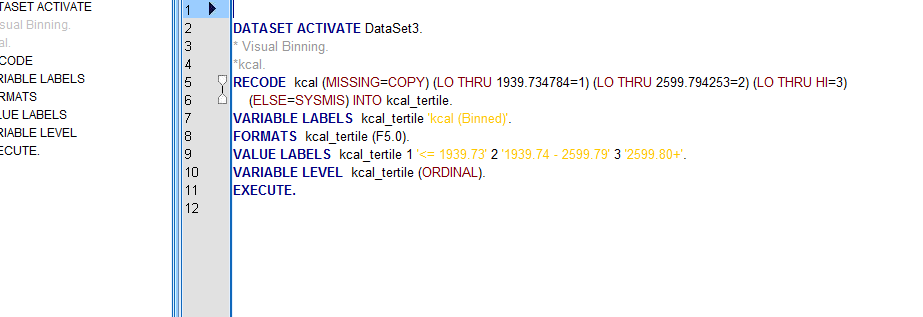 TASET ACTIVATE
sual Binning.
al.
CODE
RIABLE LABELS
RMATS
LUE LABELS
RIABLE LEVEL
ECUTE.
1
2 DATASET ACTIVATE DataSet3.
3 * Visual Binning.
4 *kcal.
5 RECODE kcal (MISSING=COPY) (LO THRU 1939.734784=1) (LO THRU 2599.794253=2) (LO THRU HI=3)
6 (ELSE=SYSMIS) INTO kcal_tertile.
7 VARIABLE LABELS kcal_tertile 'kcal (Binned)'.
8 FORMATS kcal_tertile (F5.0).
9 VALUE LABELS kcal_tertile 1 '<= 1939.73' 2 '1939.74 - 2599.79' 3 '2599.80+'.
10 VARIABLE LEVEL kcal_tertile (ORDINAL).
11 EXECUTE.
12